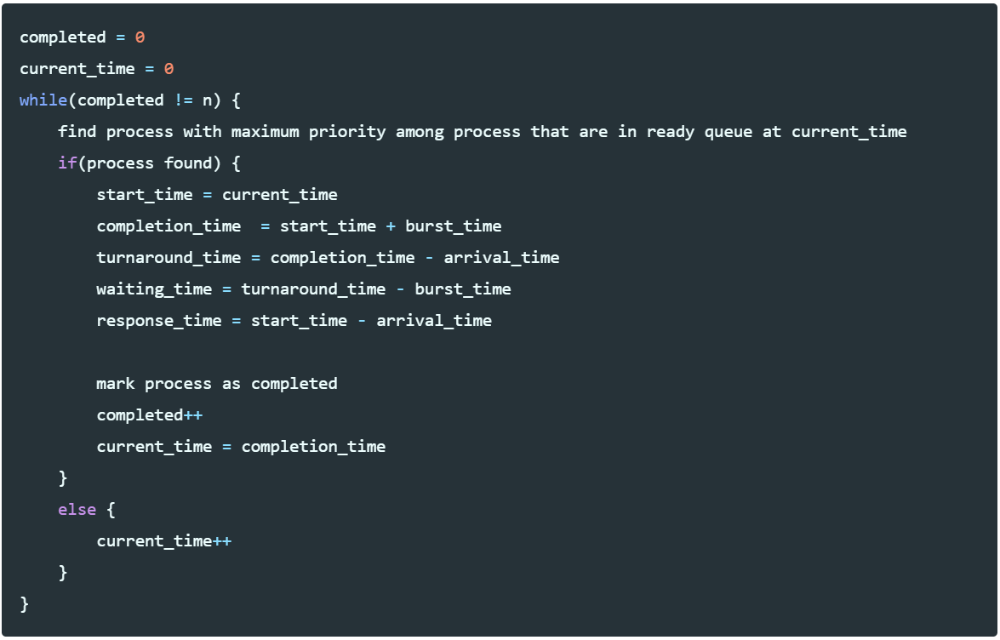 completed = 0
current_time = 0
while(completed != n) {
    find process with maximum priority among process that are in ready queue at current_time
    if(process found) {
        start_time = current_time
        completion_time  = start_time + burst_time
        turnaround_time = completion_time - arrival_time
        waiting_time = turnaround_time - burst_time
        response_time = start_time - arrival_time

        mark process as completed
        completed++
        current_time = completion_time
    }
    else {
        current_time++
    }
}